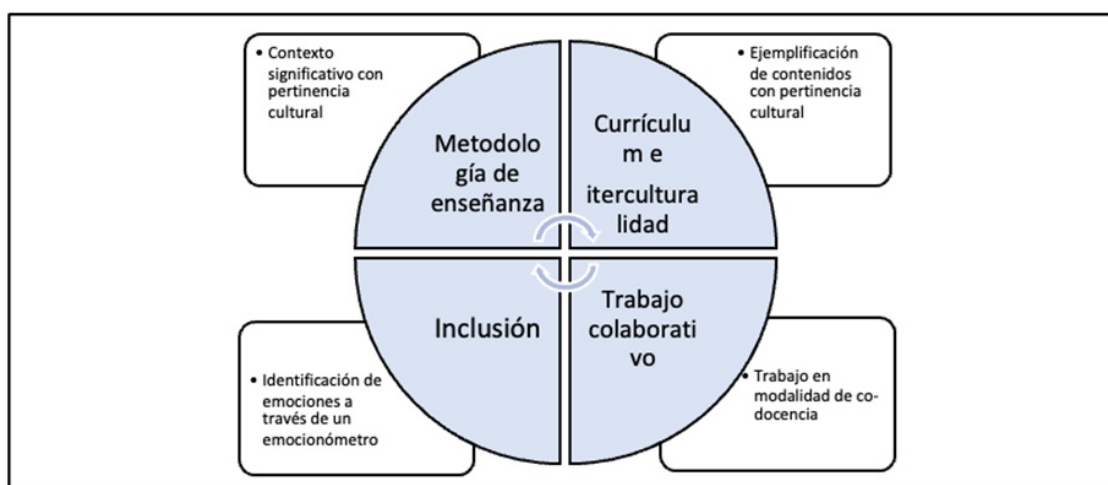 • Contexto
significativo con
pertinencia
cultural
• Ejemplificación
de contenidos
con pertinencia
cultural
Metodolo
gía de
enseñanza
Currículu
m e
itercultura
lidad
Inclusión
Trabajo
colaborati
vo
• Identificación de
emociones a
través de un
emocionómetro
• Trabajo en
modalidad de co-
docencia